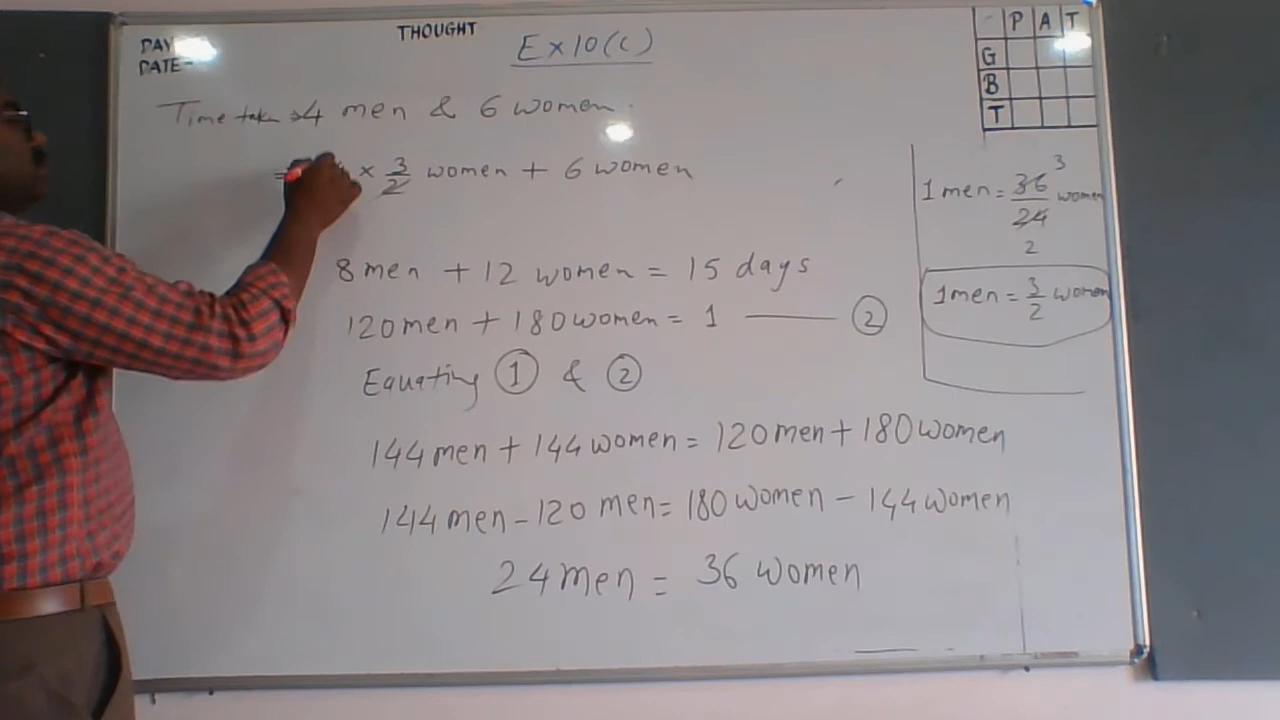 DAY
DATE-
THOUGHT
Ex 10(C)
P A T
G
B
T
Time taken 4 men & 6 women.
= × 3/2 women + 6 women
8 men + 12 women = 15 days
120 men + 180 women = 1 —— ②
Equating ① & ②
144 men + 144 women = 120 men + 180 women
144 men - 120 men = 180 women - 144 women
24 men = 36 women
3
1 men = 36/24 women
2
1 men = 3/2 women